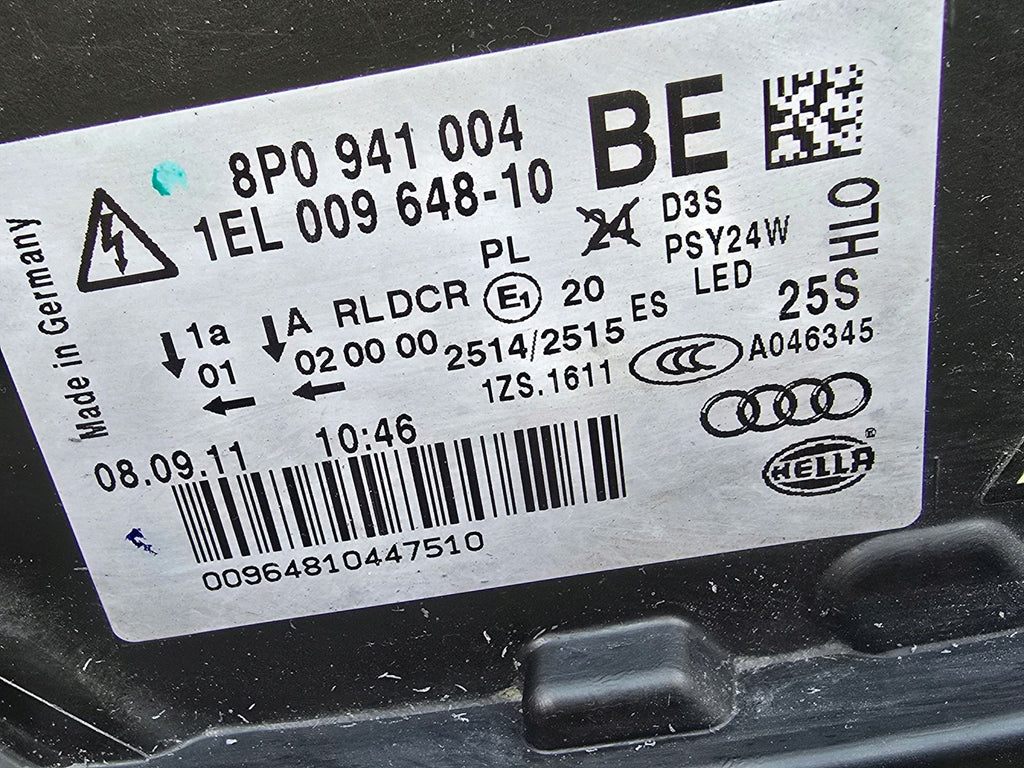 8P0 941 004
BE
1EL 009 648-10
24
D3S
PSY24W
LED
HLO
25S
Made in Germany
1a
01
A RLDCR
02 00 00
PL
E1
20
2514/2515
ES
1ZS.1611
CCC
A046345
08.09.11 10:46
HELLA
®
00964810447510